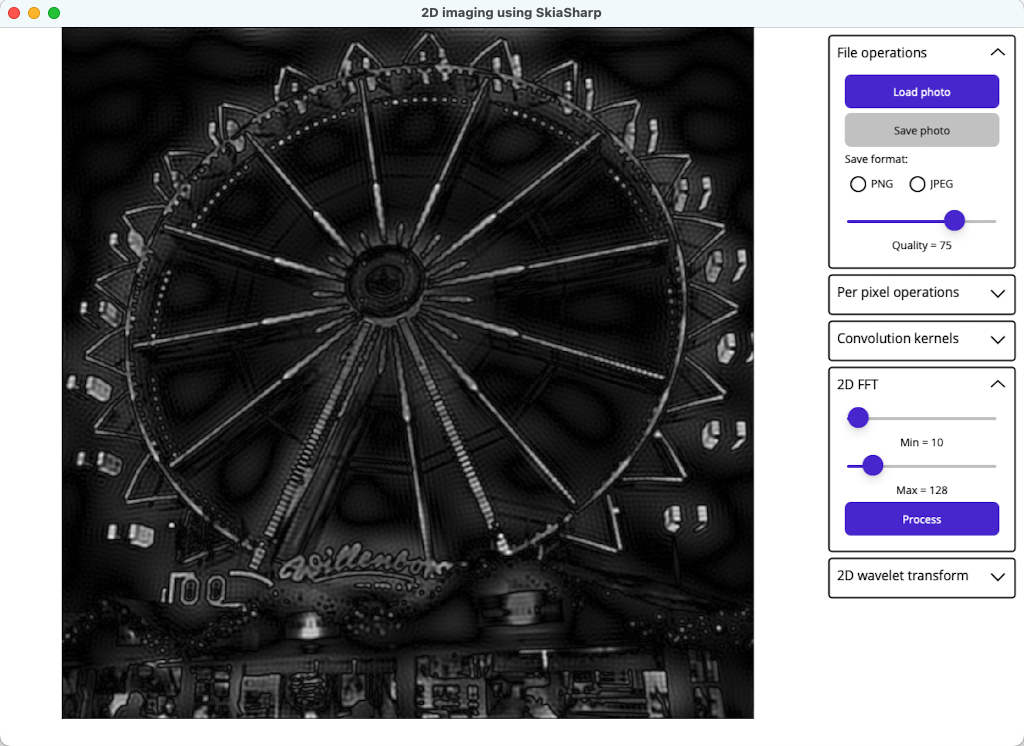 2D imaging using SkiaSharp
File operations
Load photo
Save photo
Save format:
PNG JPEG
Quality = 75
Per pixel operations
Convolution kernels
2D FFT
Min = 10
Max = 128
Process
2D wavelet transform